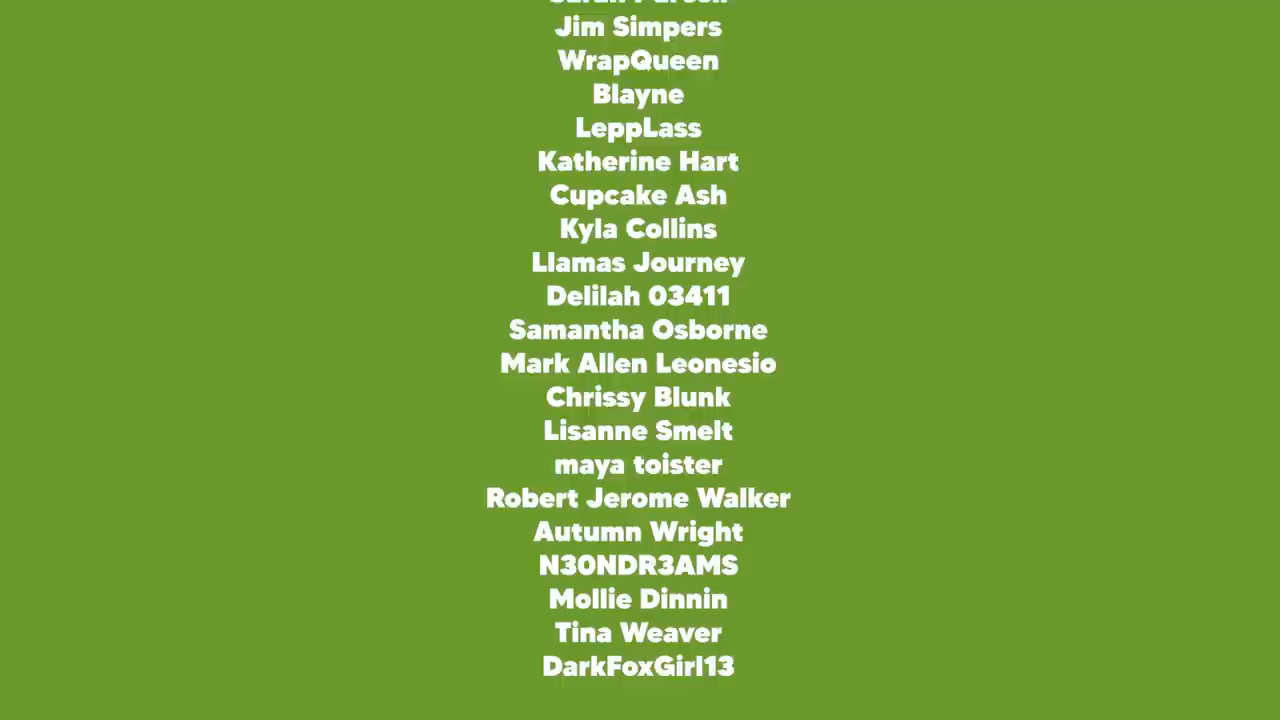 Jim Simpers
WrapQueen
Blayne
LeppLass
Katherine Hart
Cupcake Ash
Kyla Collins
Llamas Journey
Delilah 03411
Samantha Osborne
Mark Allen Leonesio
Chrissy Blunk
Lisanne Smelt
maya toister
Robert Jerome Walker
Autumn Wright
N30NDR3AMS
Mollie Dinnin
Tina Weaver
DarkFoxGirl13